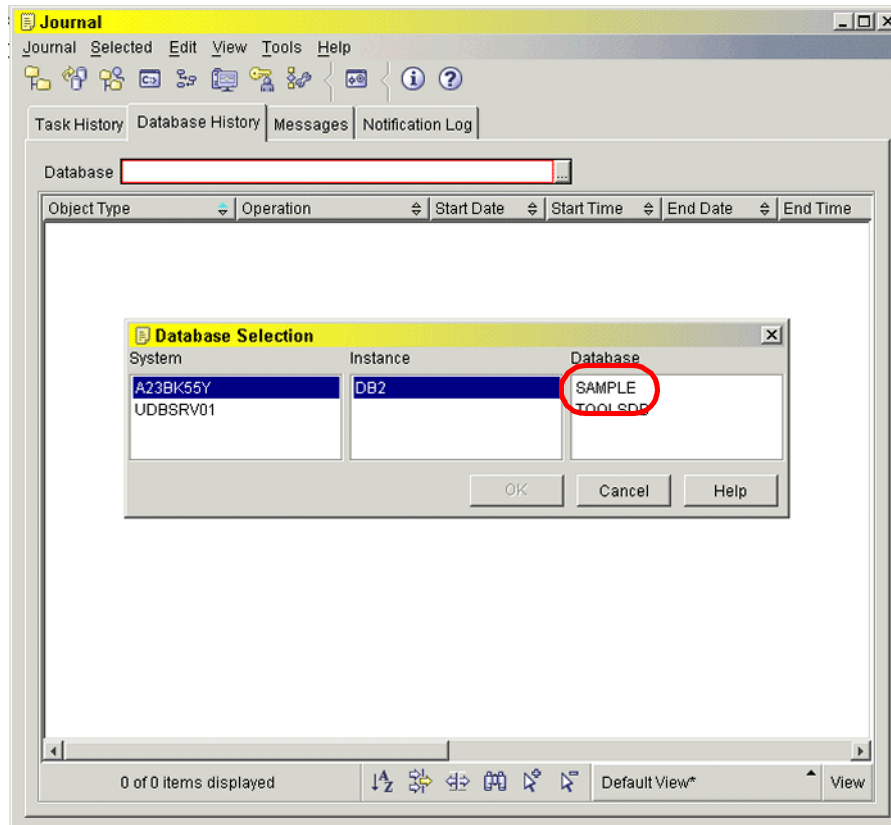 Journal
Journal Selected Edit View Tools Help
Task History Database History Messages Notification Log
Database ...
Object Type Operation Start Date Start Time End Date End Time
Database Selection
System Instance Database
A23BK55Y DB2 SAMPLE
UDBSRV01 TOOLSDB
OK Cancel Help
0 of 0 items displayed Default View* View